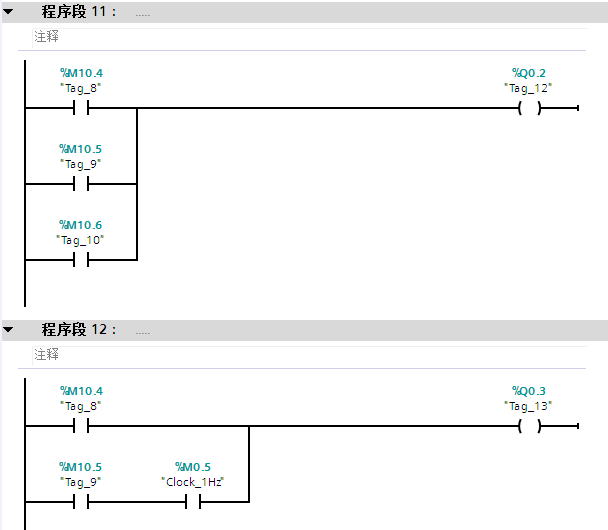 程序段 11： .....
注释
%M10.4 %Q0.2
"Tag_8" "Tag_12"
%M10.5
"Tag_9"
%M10.6
"Tag_10"
程序段 12： .....
注释
%M10.4 %Q0.3
"Tag_8" "Tag_13"
%M10.5 %M0.5
"Tag_9" "Clock_1Hz"